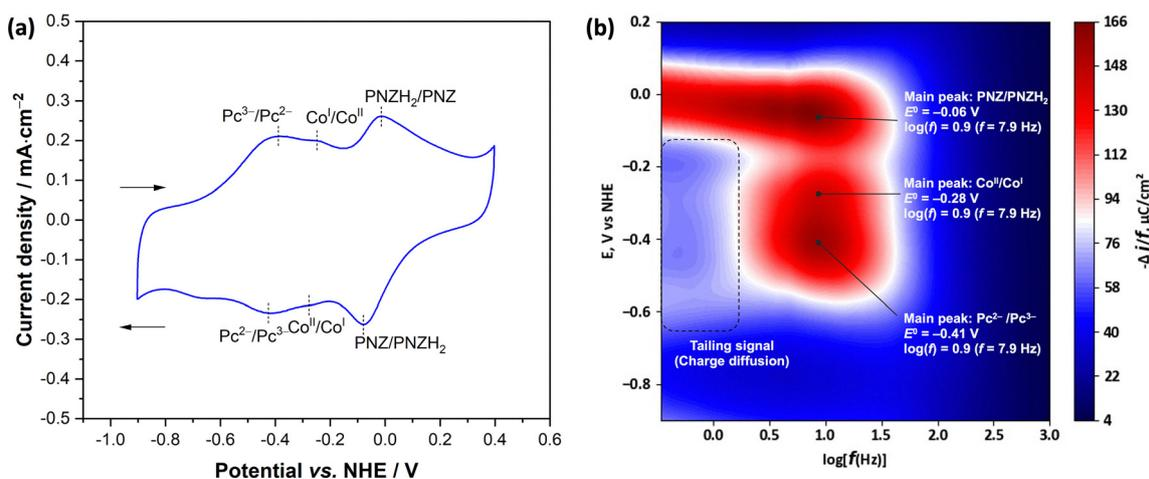 (a)
0.5
0.4
0.3
0.2
0.1
0.0
-0.1
-0.2
-0.3
-0.4
-0.5
Current density / mA·cm⁻²
Pc³⁻/Pc²⁻
Coᴵ/Coᴵᴵ
PNZH₂/PNZ
Pc²⁻/Pc³⁻
Coᴵᴵ/Coᴵ
PNZ/PNZH₂
-1.0 -0.8 -0.6 -0.4 -0.2 0.0 0.2 0.4 0.6
Potential vs. NHE / V
(b)
0.2
0.0
−0.2
−0.4
−0.6
−0.8
E, V vs NHE
Main peak: PNZ/PNZH₂
E⁰ = −0.06 V
log(f) = 0.9 (f = 7.9 Hz)
Main peak: Coᴵᴵ/Coᴵ
E⁰ = −0.28 V
log(f) = 0.9 (f = 7.9 Hz)
Main peak: Pc²⁻/Pc³⁻
E⁰ = −0.41 V
log(f) = 0.9 (f = 7.9 Hz)
Tailing signal
(Charge diffusion)
0.0 0.5 1.0 1.5 2.0 2.5 3.0
log[f(Hz)]
166
148
130
112
94
76
58
40
22
4
-Δ i/f, μC/cm²